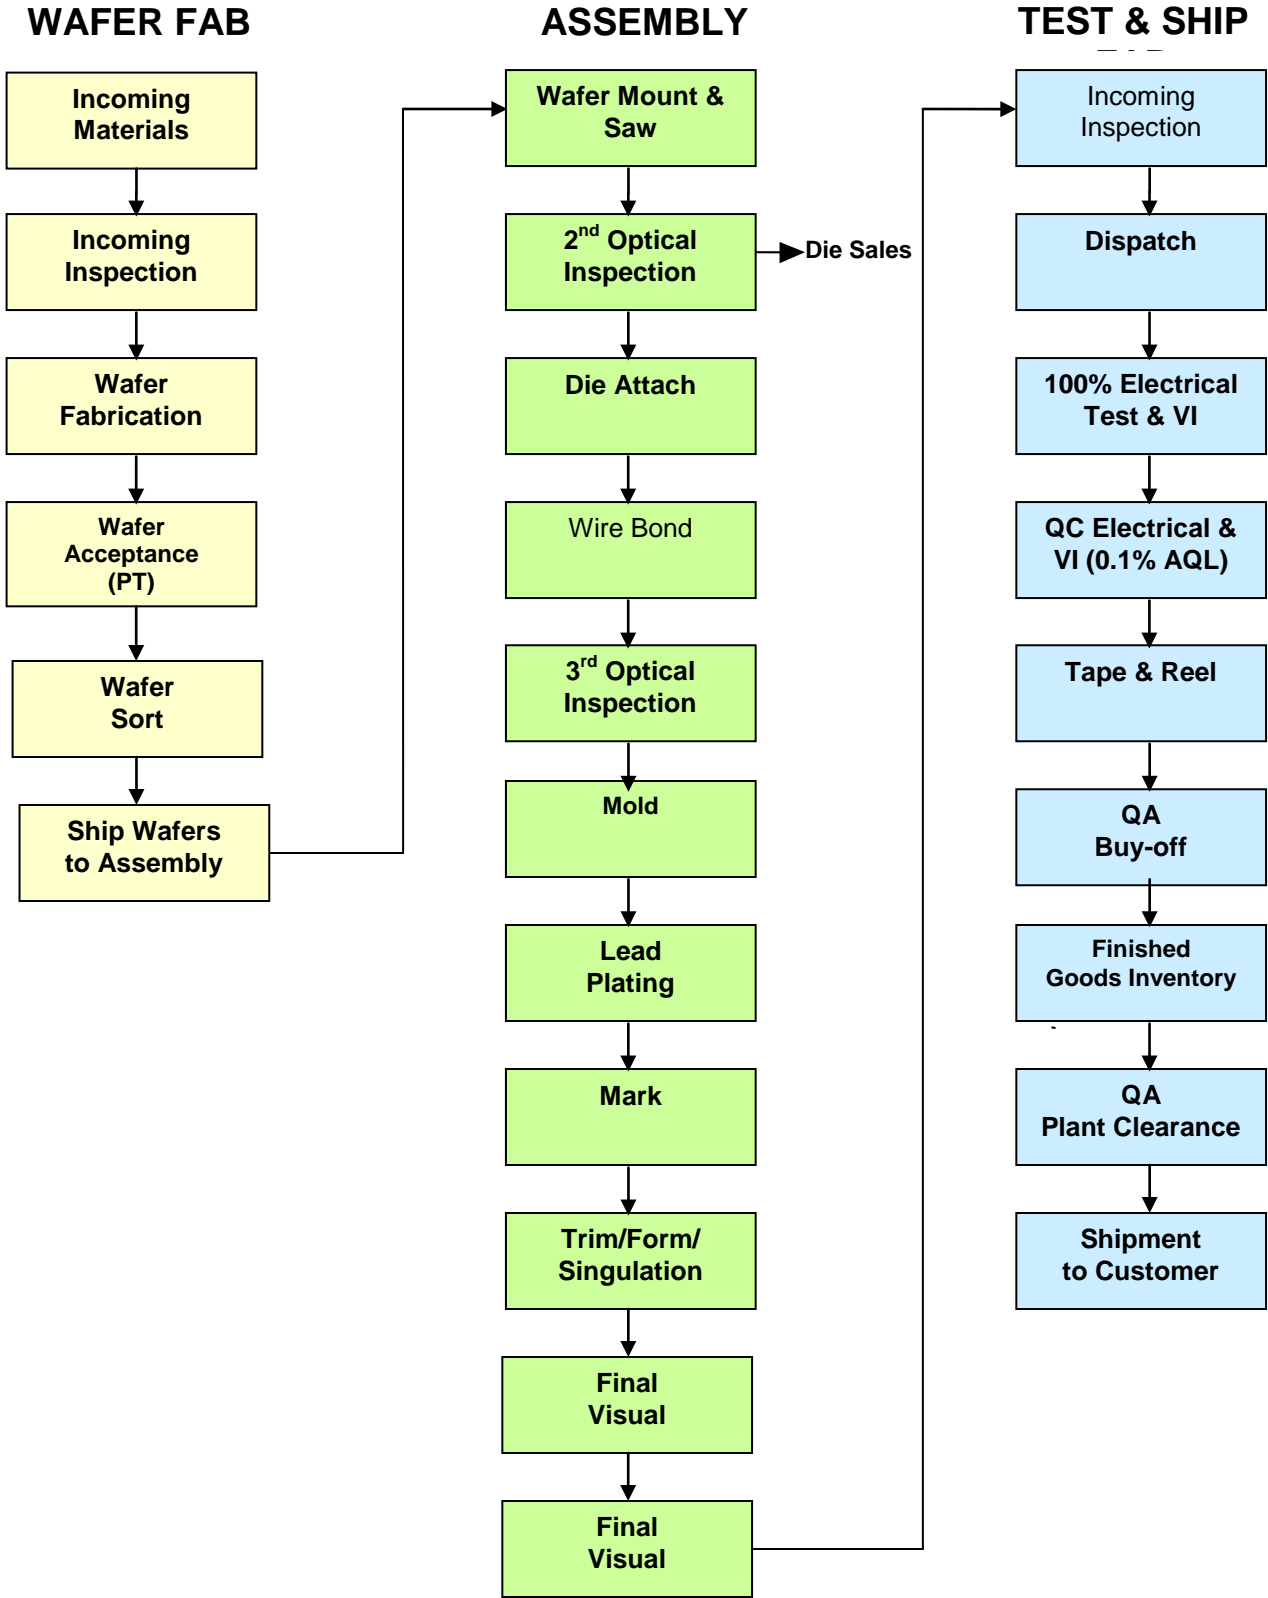 WAFER FAB
Incoming
Materials
Incoming
Inspection
Wafer
Fabrication
Wafer
Acceptance
(PT)
Wafer
Sort
Ship Wafers
to Assembly
ASSEMBLY
Wafer Mount &
Saw
2nd Optical
Inspection
Die Sales
Die Attach
Wire Bond
3rd Optical
Inspection
Mold
Lead
Plating
Mark
Trim/Form/
Singulation
Final
Visual
Final
Visual
TEST & SHIP
Incoming
Inspection
Dispatch
100% Electrical
Test & VI
QC Electrical &
VI (0.1% AQL)
Tape & Reel
QA
Buy-off
Finished
Goods Inventory
QA
Plant Clearance
Shipment
to Customer